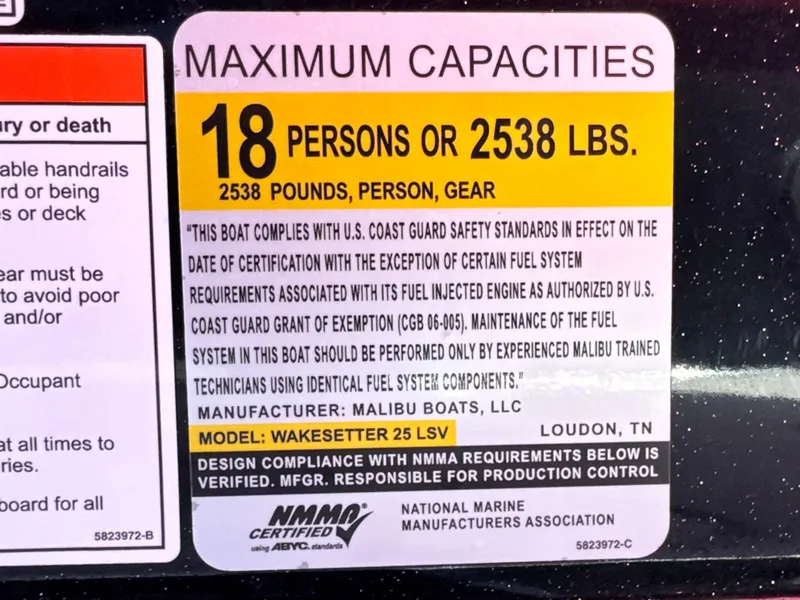 ury or death
able handrails
rd or being
s or deck
ear must be
to avoid poor
and/or
Occupant
at all times to
ries.
board for all
5823972-B
MAXIMUM CAPACITIES
18 PERSONS OR 2538 LBS.
2538 POUNDS, PERSON, GEAR
"THIS BOAT COMPLIES WITH U.S. COAST GUARD SAFETY STANDARDS IN EFFECT ON THE
DATE OF CERTIFICATION WITH THE EXCEPTION OF CERTAIN FUEL SYSTEM
REQUIREMENTS ASSOCIATED WITH ITS FUEL INJECTED ENGINE AS AUTHORIZED BY U.S.
COAST GUARD GRANT OF EXEMPTION (CGB 06-005). MAINTENANCE OF THE FUEL
SYSTEM IN THIS BOAT SHOULD BE PERFORMED ONLY BY EXPERIENCED MALIBU TRAINED
TECHNICIANS USING IDENTICAL FUEL SYSTEM COMPONENTS."
MANUFACTURER: MALIBU BOATS, LLC
MODEL: WAKESETTER 25 LSV LOUDON, TN
DESIGN COMPLIANCE WITH NMMA REQUIREMENTS BELOW IS
VERIFIED. MFGR. RESPONSIBLE FOR PRODUCTION CONTROL
NMMA®
CERTIFIED
using ABYC. standards
NATIONAL MARINE
MANUFACTURERS ASSOCIATION
5823972-C